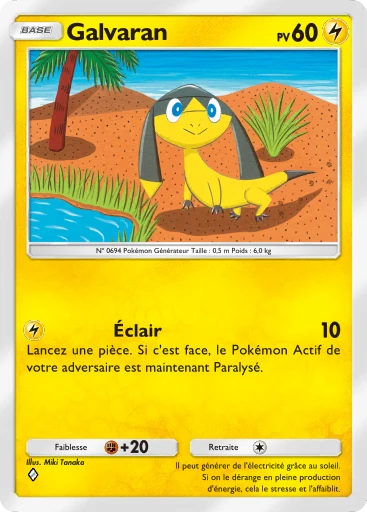 BASE Galvaran PV 60
N° 0694 Pokémon Générateur Taille : 0,5 m Poids : 6,0 kg
Éclair 10
Lancez une pièce. Si c'est face, le Pokémon Actif de
votre adversaire est maintenant Paralysé.
Faiblesse +20 Retraite
Illus. Miki Tanaka
Il peut générer de l'électricité grâce au soleil.
Si on le dérange en pleine production
d'énergie, cela le stresse et l'affaiblit.